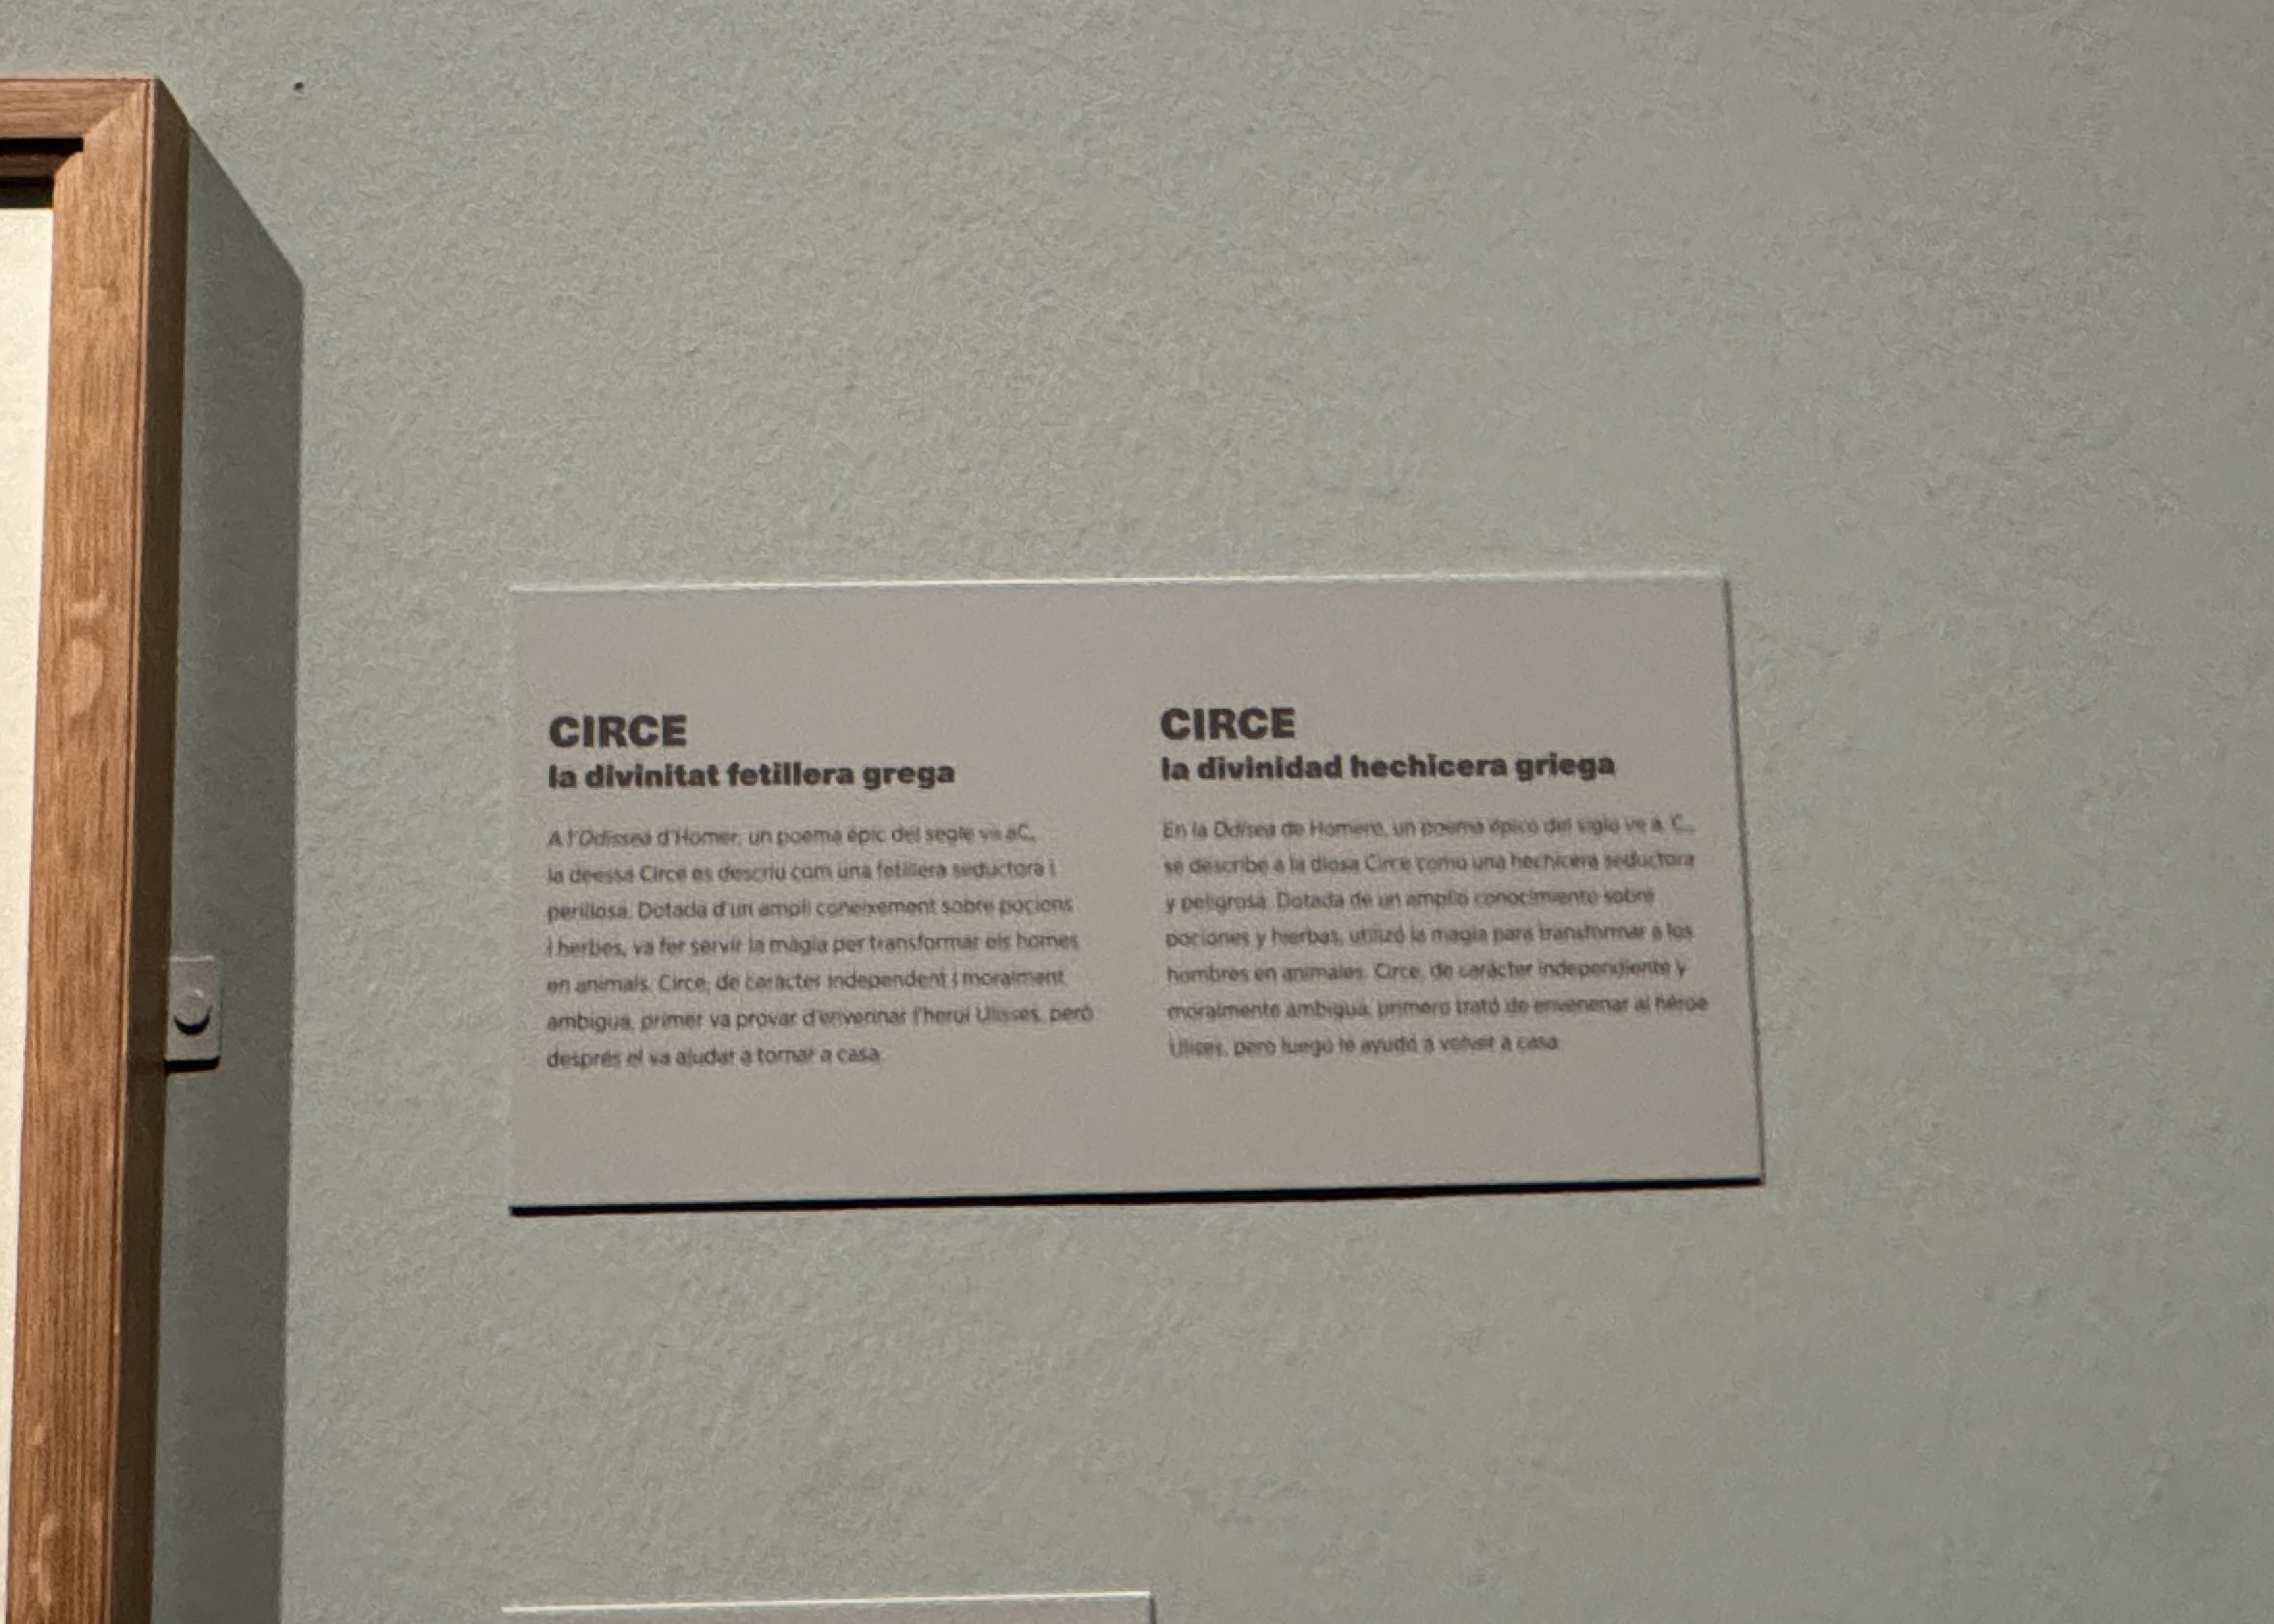 CIRCE
la divinitat fetillera grega
A l'Odissea d'Homer, un poema èpic del segle aC,
la deessa Circe es descriu com una fetillera seductora i
perillosa. Dotada d'un ampli coneixement sobre pocions
i herbes, va fer servir la màgia per transformar els homes
en animals. Circe, de caràcter independent i moralment
ambigua, primer va provar d'enverinar l'heroi Ulisses, però
després el va ajudar a tornar a casa.
CIRCE
la divinidad hechicera griega
En la Odisea de Homero, un poema épico del siglo a. C.,
se describe a la diosa Circe como una hechicera seductora
y peligrosa. Dotada de un amplio conocimiento sobre
pociones y hierbas, utilizó la magia para transformar a los
hombres en animales. Circe, de carácter independiente y
moralmente ambigua, primero trató de envenenar al héroe
Ulises, pero luego le ayudó a volver a casa.